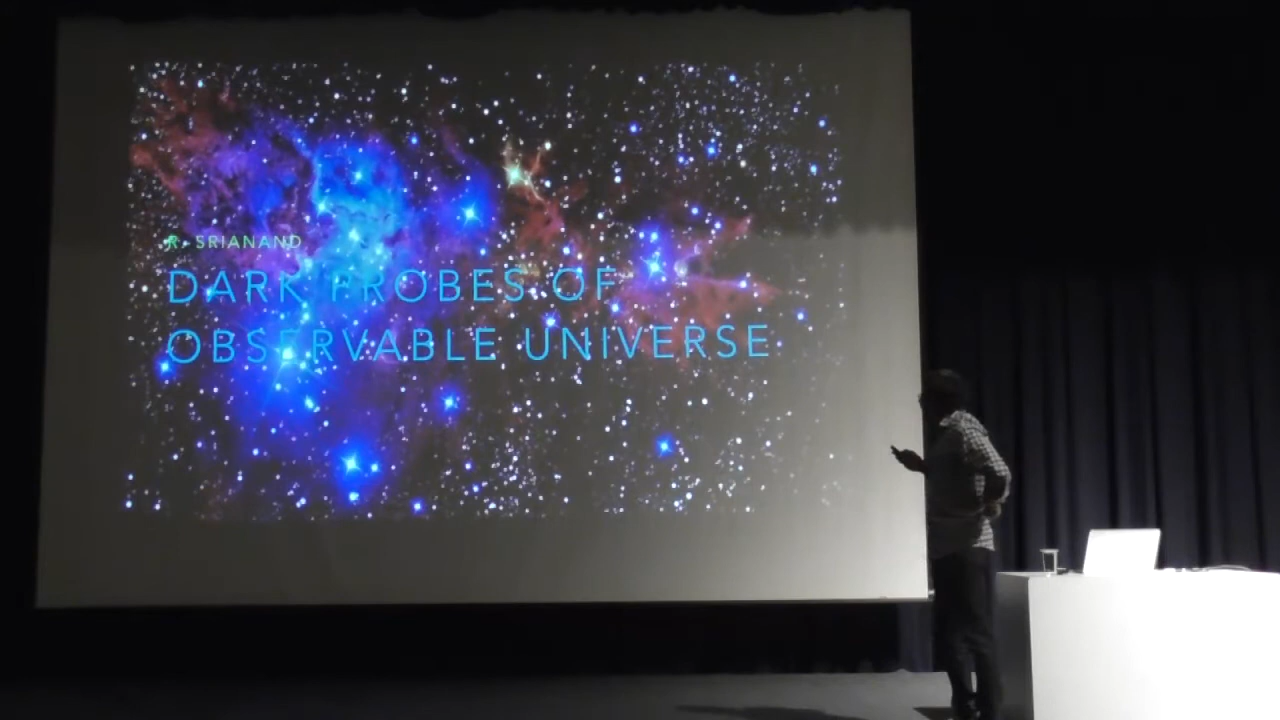 R. SRIANAND
DARK PROBES OF
OBSERVABLE UNIVERSE